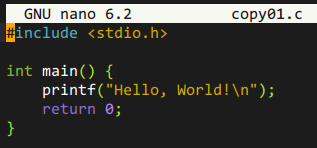 GNU nano 6.2 copy01.c
#include <stdio.h>
int main() {
    printf("Hello, World!\n");
    return 0;
}